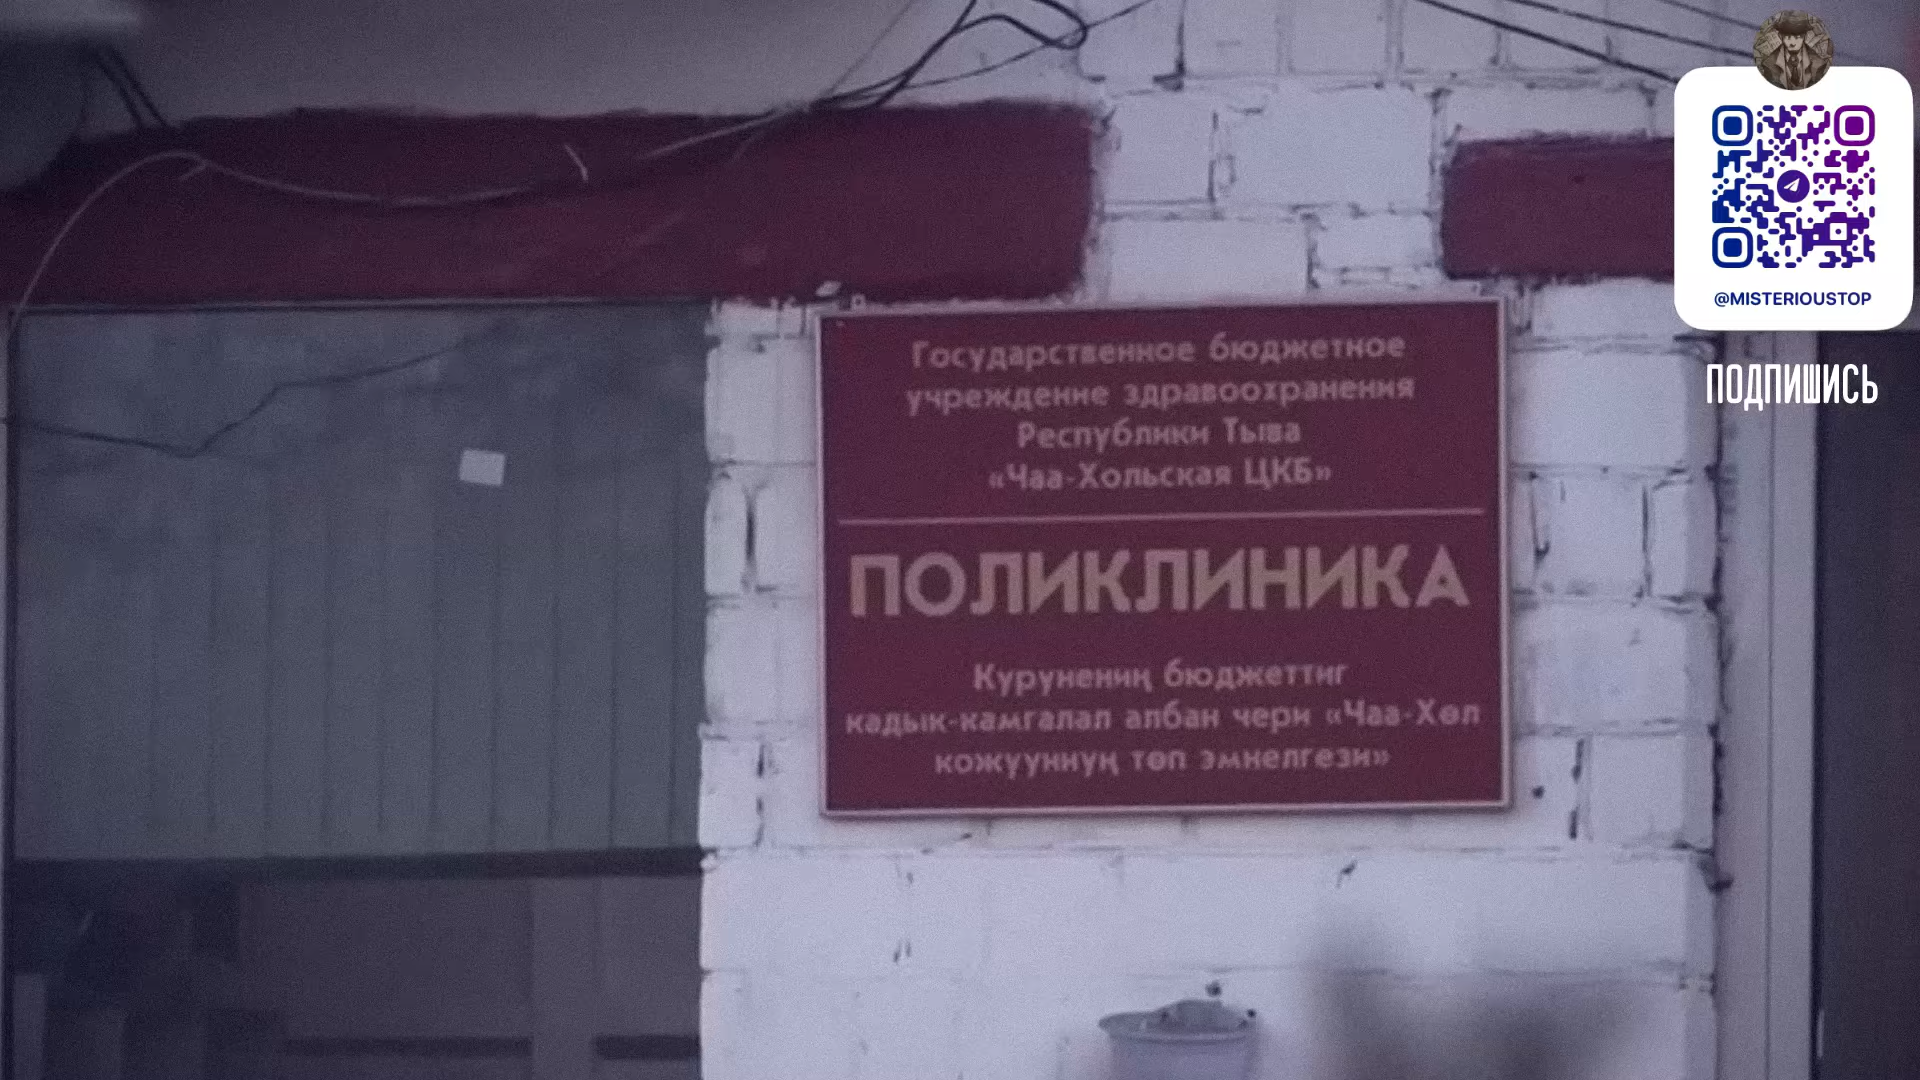 Государственное бюджетное
учреждение здравоохранения
Республики Тыва
«Чаа-Хольская ЦКБ»
ПОЛИКЛИНИКА
Курунениң бюджеттиг
кадык-камгалал албан чери «Чаа-Хөл
кожууннуң төп эмнелгези»
@MISTERIOUSTOP
ПОДПИШИСЬ